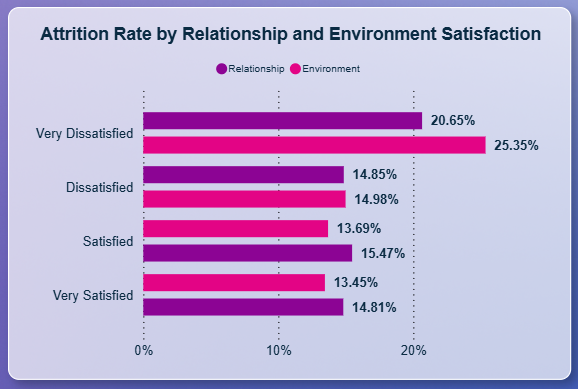 Attrition Rate by Relationship and Environment Satisfaction
Relationship Environment
Very Dissatisfied
20.65%
25.35%
Dissatisfied
14.85%
14.98%
Satisfied
13.69%
15.47%
Very Satisfied
13.45%
14.81%
0% 10% 20%